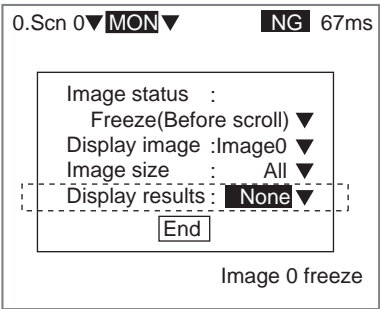 0.Scn 0▼ MON▼ NG 67ms
Image status :
Freeze(Before scroll) ▼
Display image :Image0 ▼
Image size : All ▼
Display results : None ▼
End
Image 0 freeze